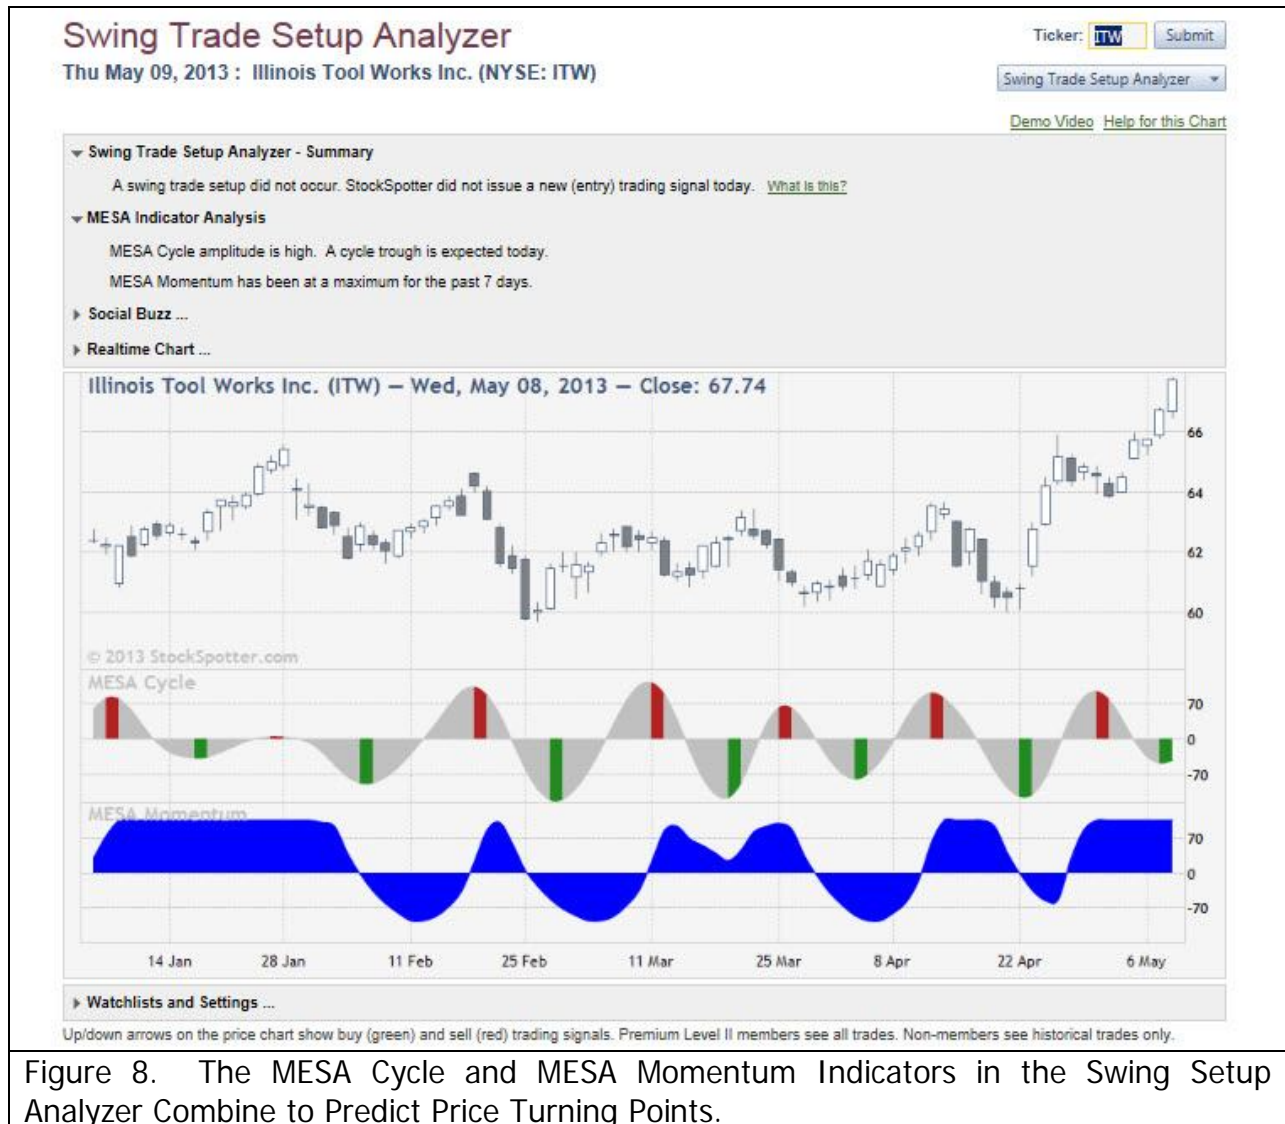 Swing Trade Setup Analyzer
Ticker: ITW Submit
Thu May 09, 2013 : Illinois Tool Works Inc. (NYSE: ITW)
Swing Trade Setup Analyzer
Demo Video Help for this Chart
Swing Trade Setup Analyzer - Summary
A swing trade setup did not occur. StockSpotter did not issue a new (entry) trading signal today. What is this?
MESA Indicator Analysis
MESA Cycle amplitude is high. A cycle trough is expected today.
MESA Momentum has been at a maximum for the past 7 days.
Social Buzz ...
Realtime Chart ...
Illinois Tool Works Inc. (ITW) — Wed, May 08, 2013 — Close: 67.74
66
64
62
60
© 2013 StockSpotter.com
MESA Cycle
70
0
-70
MESA Momentum
70
0
-70
14 Jan 28 Jan 11 Feb 25 Feb 11 Mar 25 Mar 8 Apr 22 Apr 6 May
Watchlists and Settings ...
Up/down arrows on the price chart show buy (green) and sell (red) trading signals. Premium Level II members see all trades. Non-members see historical trades only.
Figure 8. The MESA Cycle and MESA Momentum Indicators in the Swing Setup
Analyzer Combine to Predict Price Turning Points.